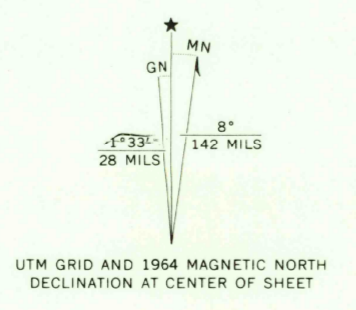 ★
MN
GN
1°33'
28 MILS
8°
142 MILS
UTM GRID AND 1964 MAGNETIC NORTH
DECLINATION AT CENTER OF SHEET